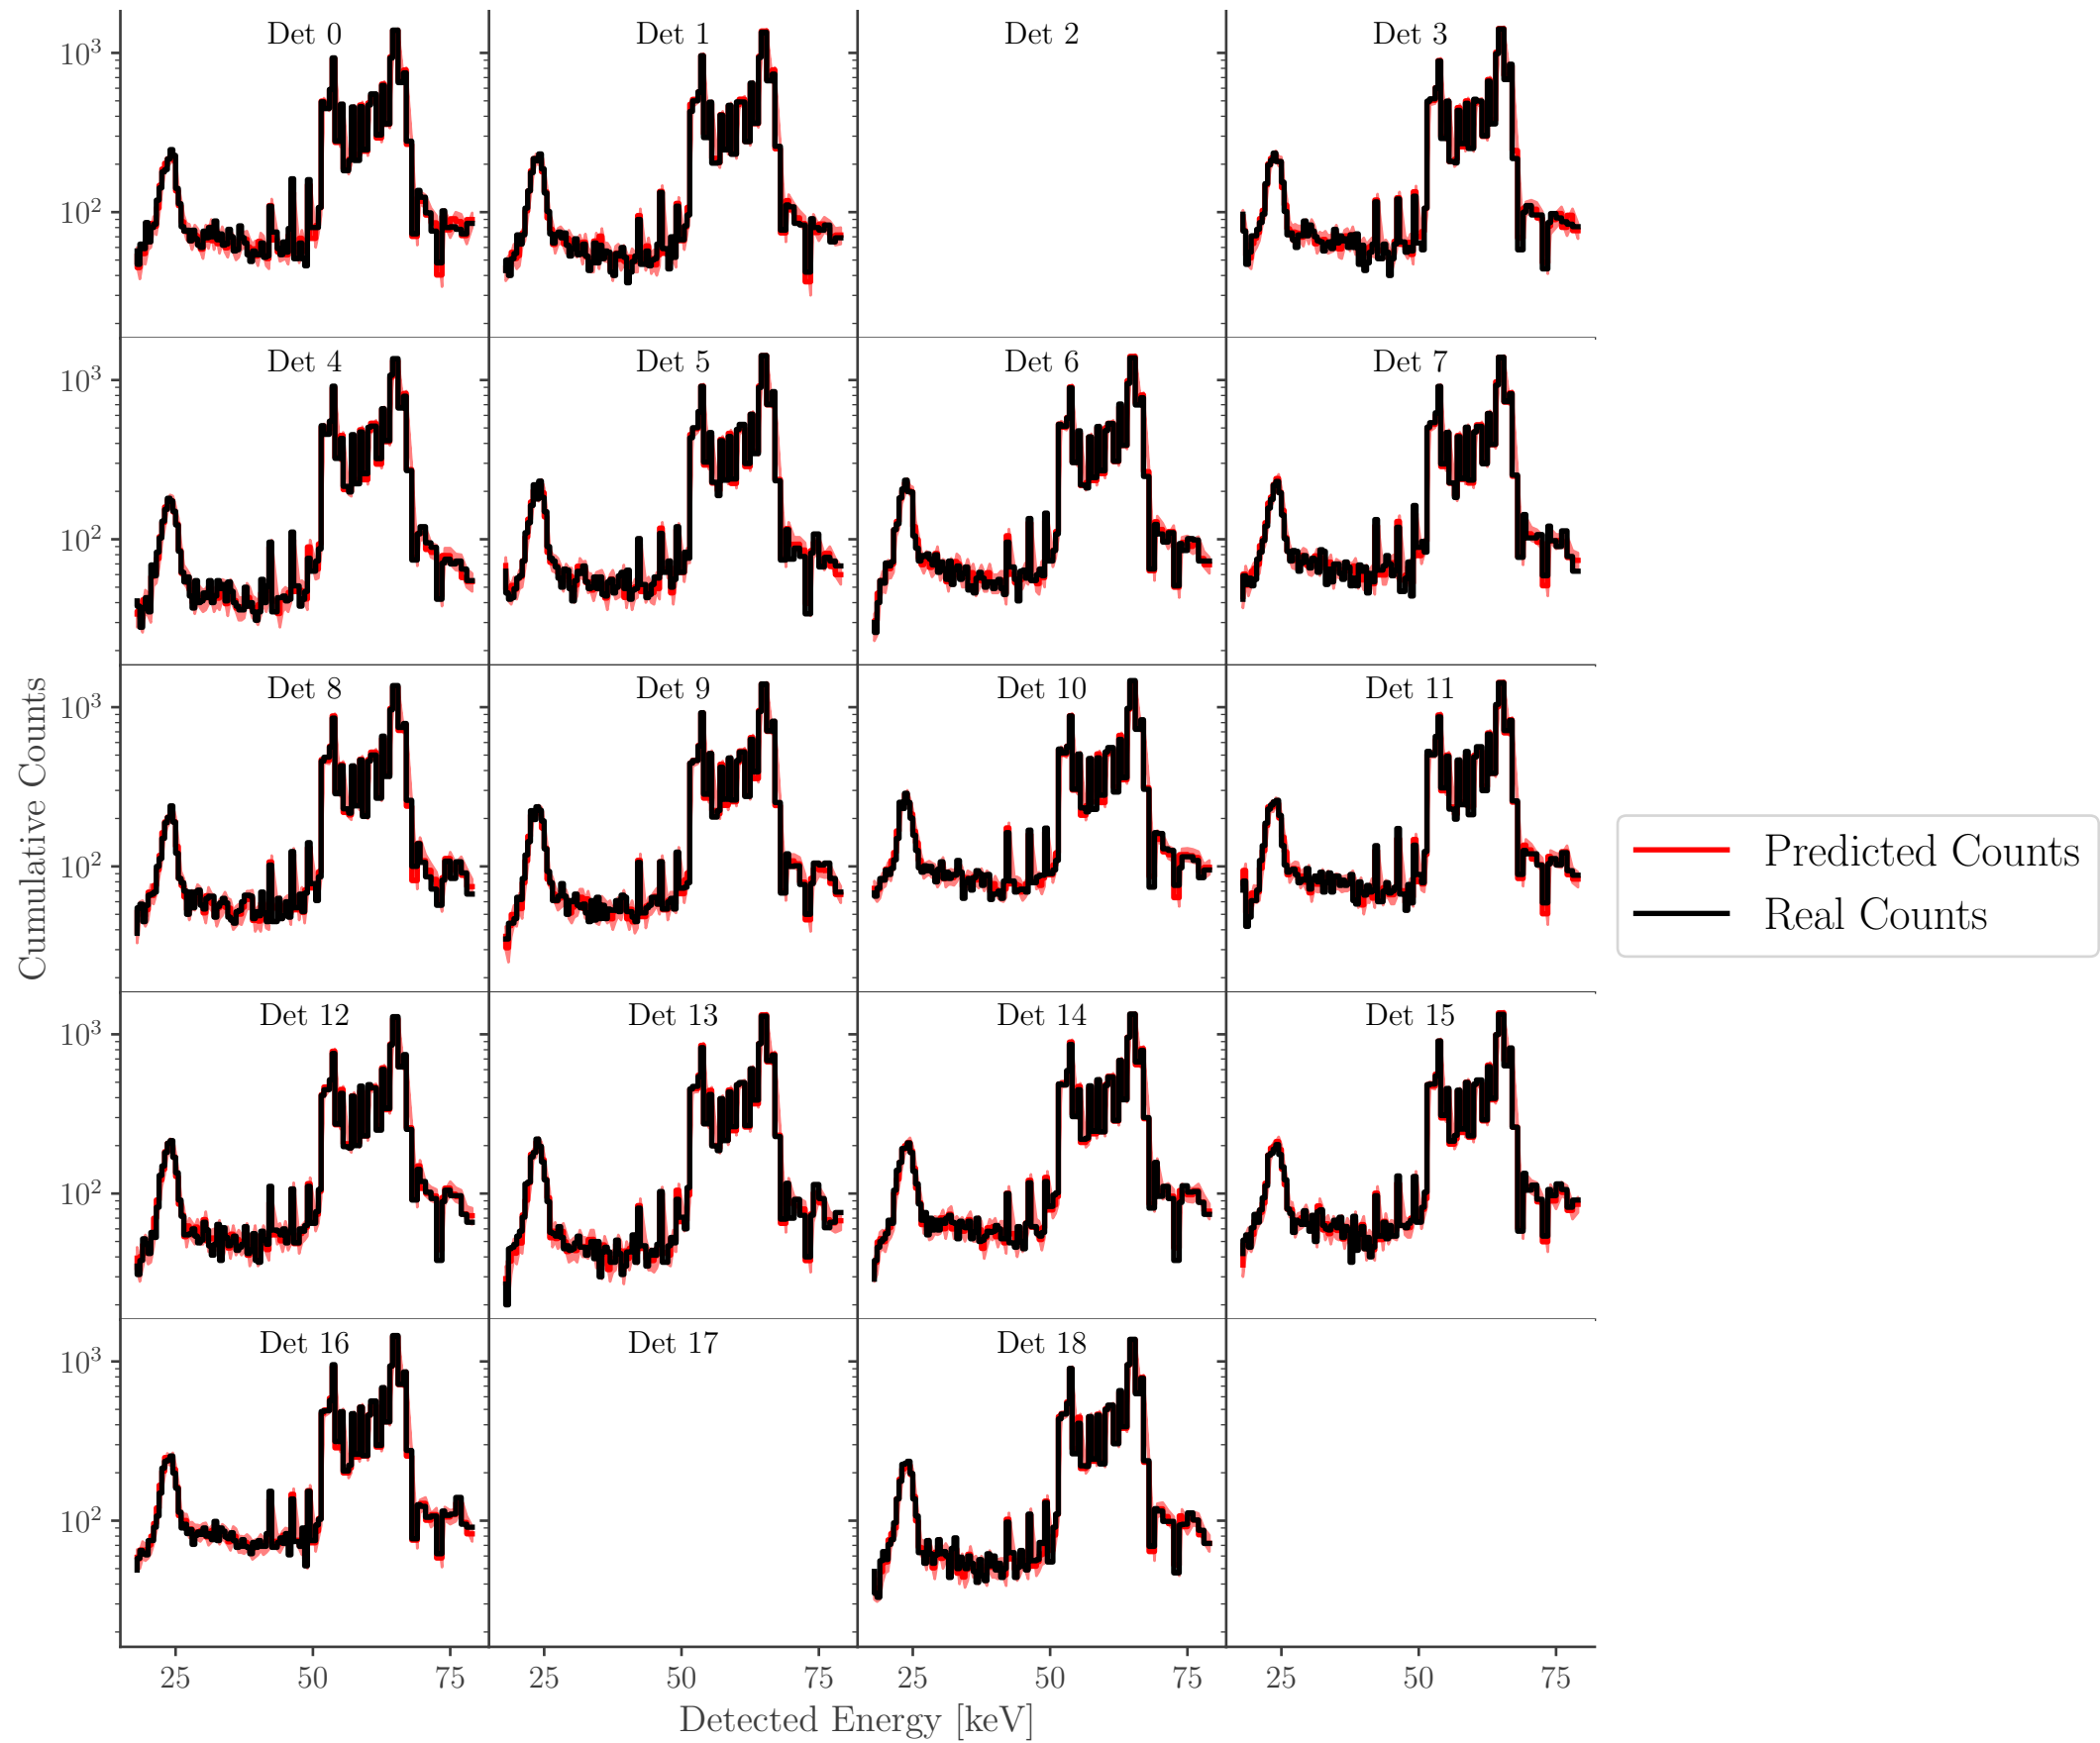 Det 0
Det 1
Det 2
Det 3
10³
10²
Det 4
Det 5
Det 6
Det 7
10³
10²
Det 8
Det 9
Det 10
Det 11
10³
10²
Cumulative Counts
Predicted Counts
Real Counts
Det 12
Det 13
Det 14
Det 15
10³
10²
Det 16
Det 17
Det 18
10³
10²
25 50 75 25 50 75 25 50 75 25 50 75
Detected Energy [keV]